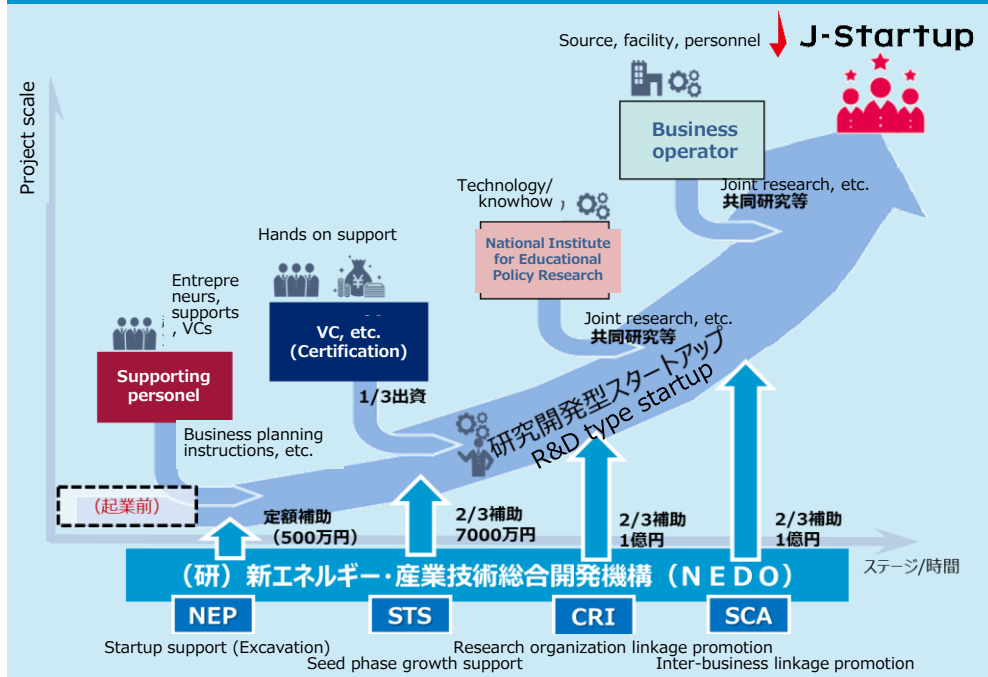 Source, facility, personnel
J-Startup
Project scale
Business
operator
Joint research, etc.
共同研究等
Technology/
knowhow
National Institute
for Educational
Policy Research
Joint research, etc.
共同研究等
Hands on support
VC, etc.
(Certification)
1/3出資
Entrepre
neurs,
supports
, VCs
Supporting
personel
Business planning
instructions, etc.
研究開発型スタートアップ
R&D type startup
（起業前）
定額補助
（500万円）
2/3補助
7000万円
2/3補助
1億円
2/3補助
1億円
ステージ/時間
（研）新エネルギー・産業技術総合開発機構（ＮＥＤＯ）
NEP
STS
CRI
SCA
Startup support (Excavation)
Seed phase growth support
Research organization linkage promotion
Inter-business linkage promotion